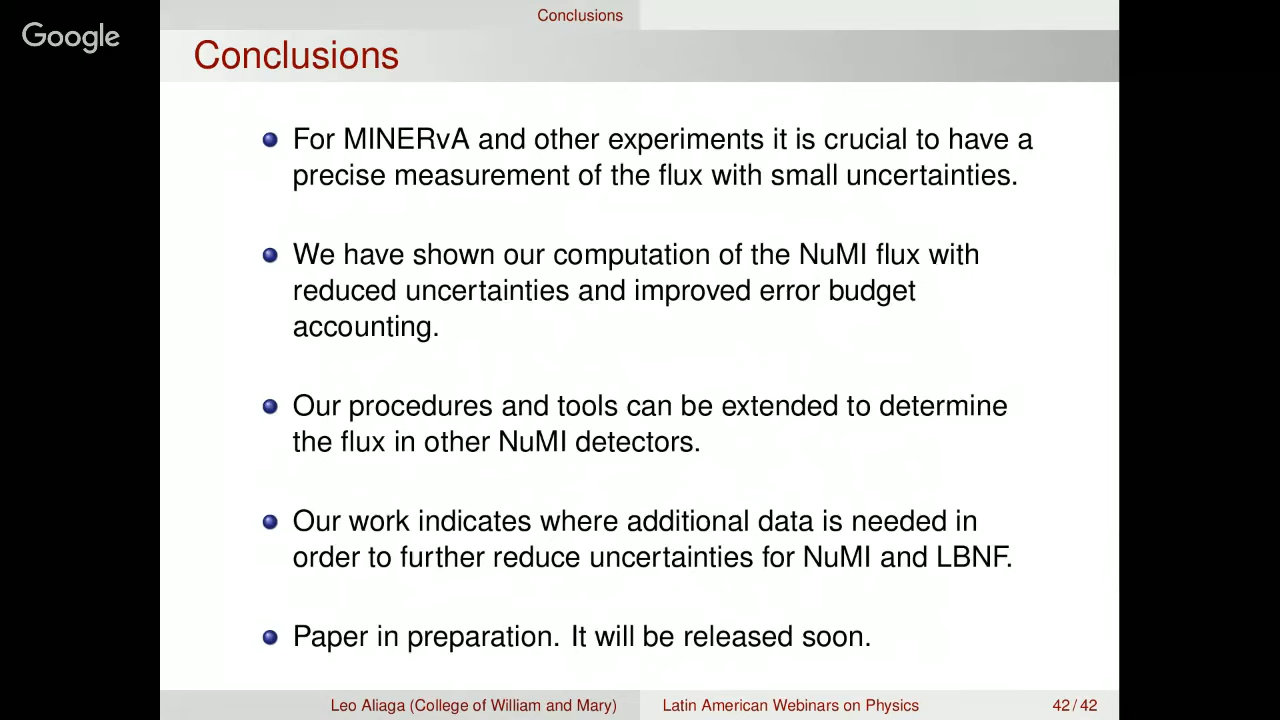 Google
Conclusions
Conclusions
For MINERvA and other experiments it is crucial to have a
precise measurement of the flux with small uncertainties.
We have shown our computation of the NuMI flux with
reduced uncertainties and improved error budget
accounting.
Our procedures and tools can be extended to determine
the flux in other NuMI detectors.
Our work indicates where additional data is needed in
order to further reduce uncertainties for NuMI and LBNF.
Paper in preparation. It will be released soon.
Leo Aliaga (College of William and Mary) Latin American Webinars on Physics 42/42